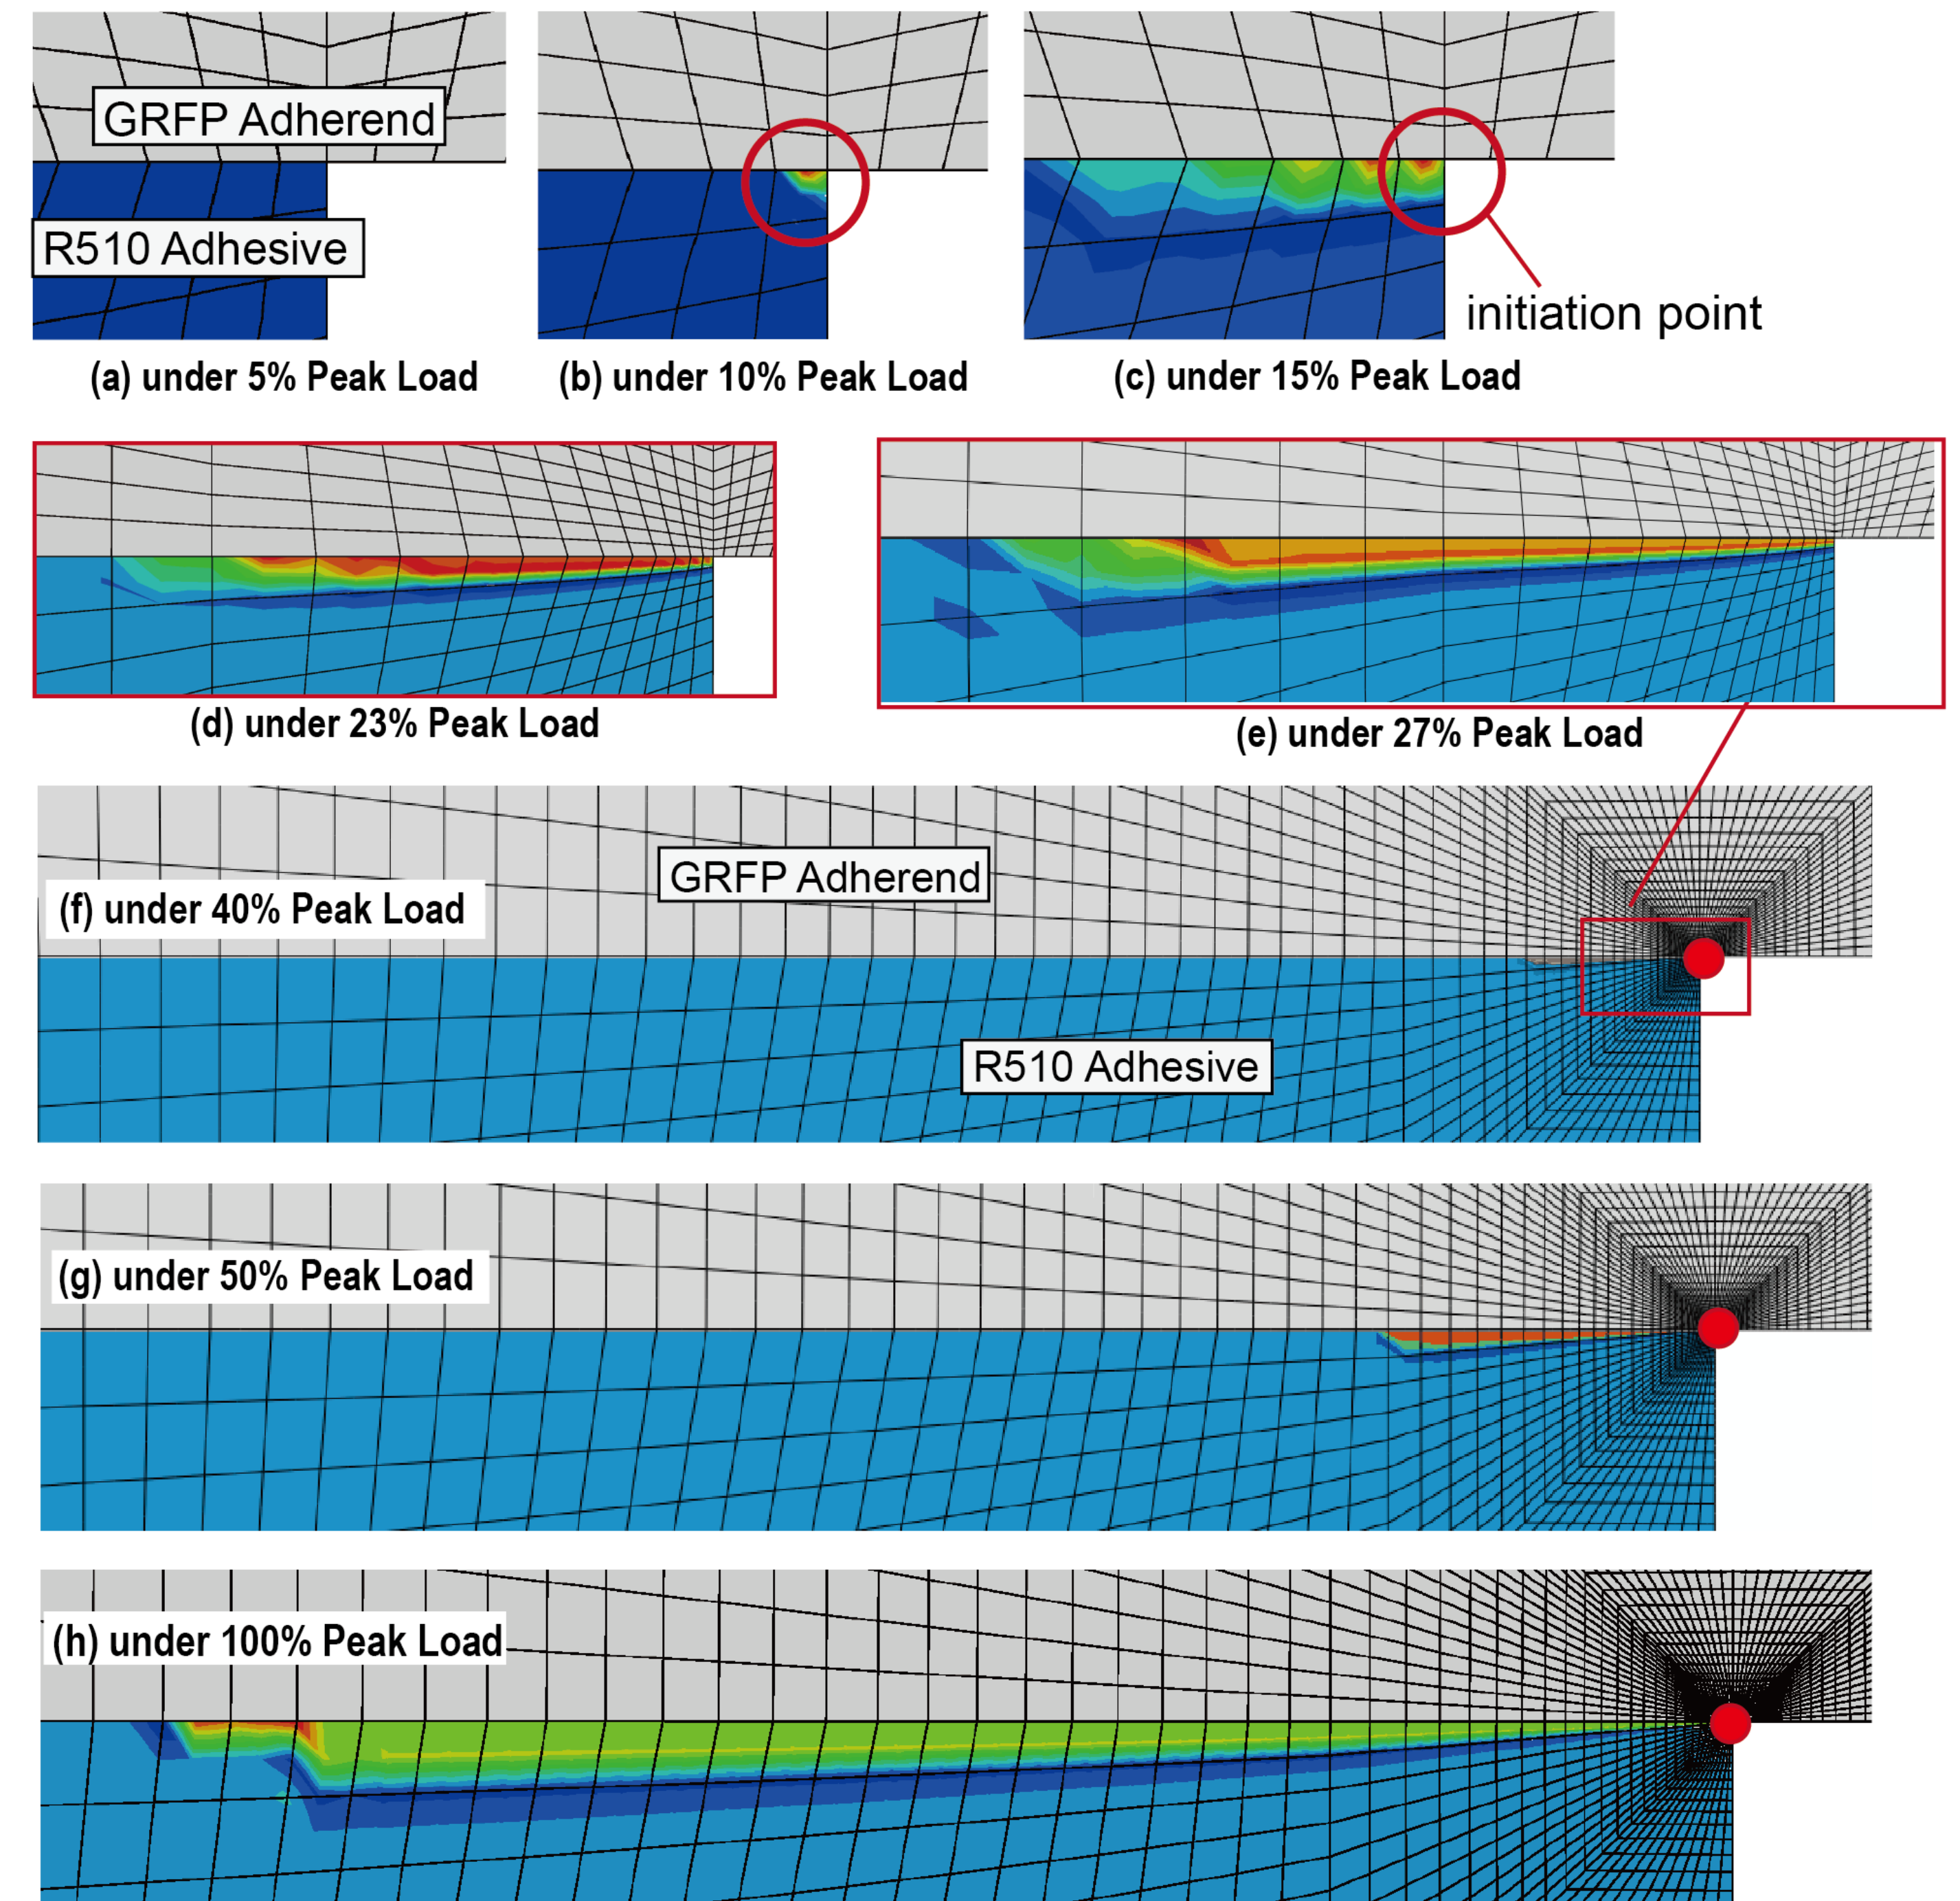 GRFP Adherend
R510 Adhesive
initiation point
(a) under 5% Peak Load
(b) under 10% Peak Load
(c) under 15% Peak Load
(d) under 23% Peak Load
(e) under 27% Peak Load
GRFP Adherend
(f) under 40% Peak Load
R510 Adhesive
(g) under 50% Peak Load
(h) under 100% Peak Load